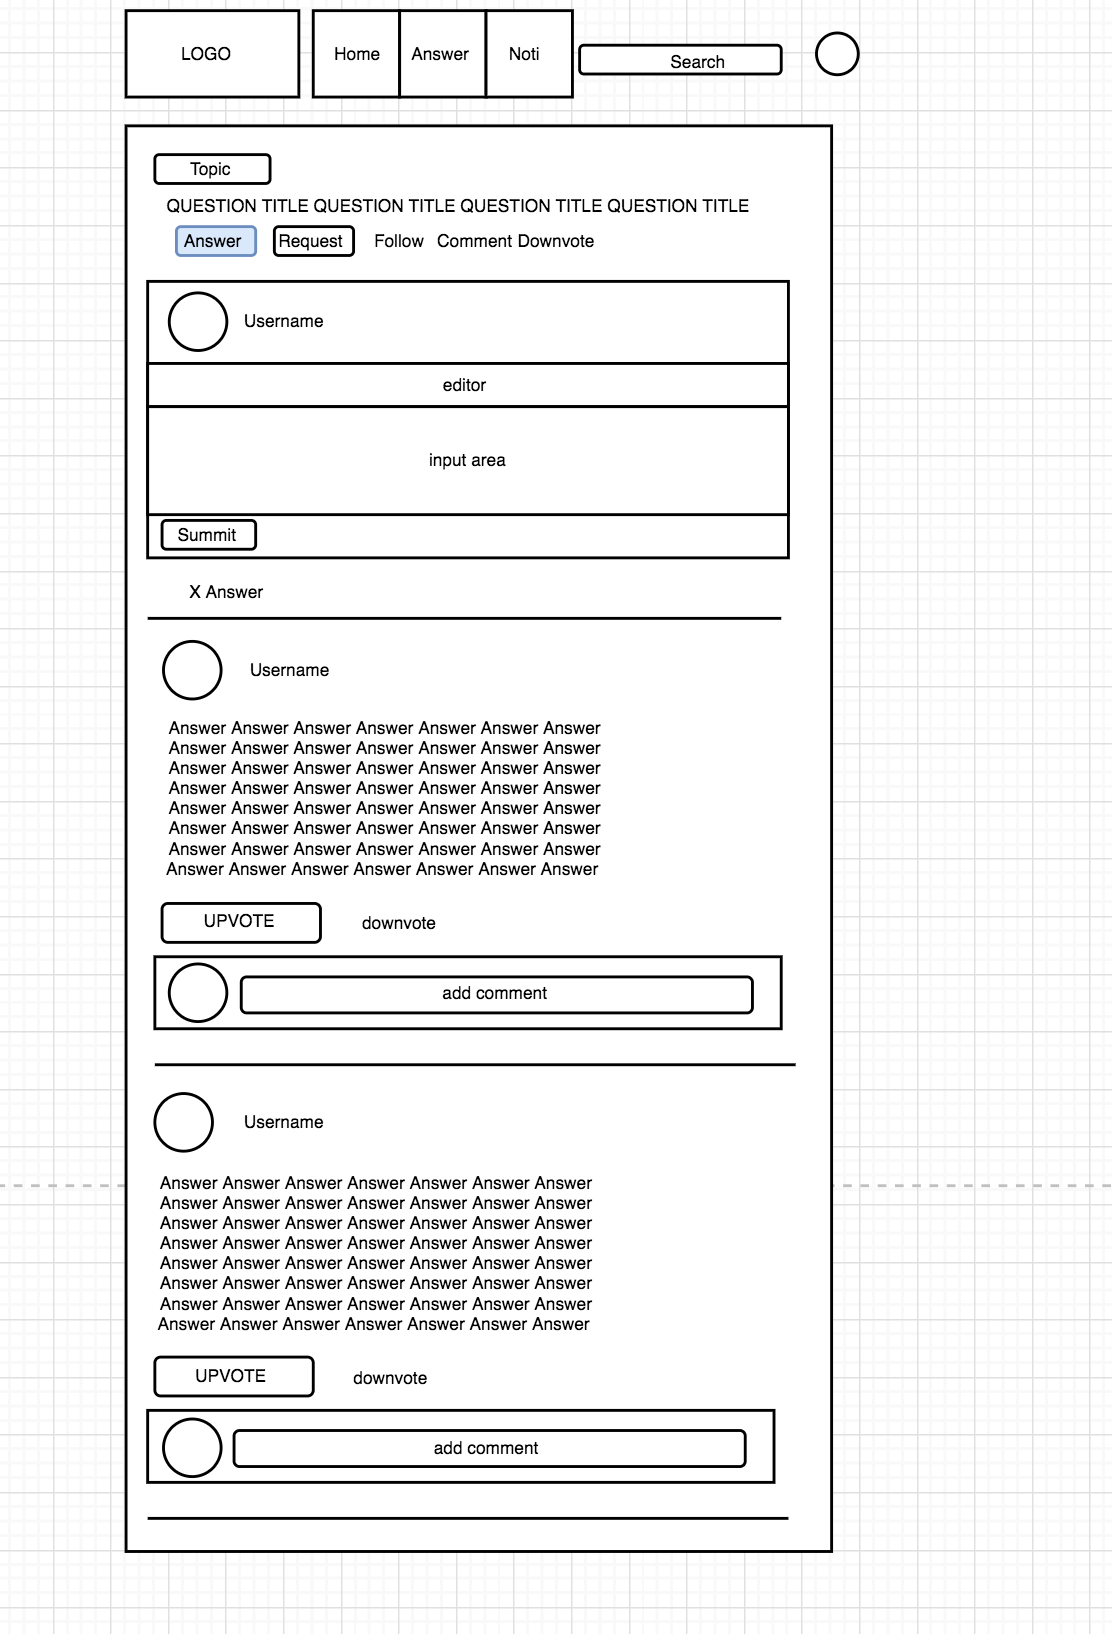 LOGO
Home
Answer
Noti
Search
Topic
QUESTION TITLE QUESTION TITLE QUESTION TITLE QUESTION TITLE
Answer
Request
Follow
Comment
Downvote
Username
editor
input area
Summit
X Answer
Username
Answer Answer Answer Answer Answer Answer Answer
Answer Answer Answer Answer Answer Answer Answer
Answer Answer Answer Answer Answer Answer Answer
Answer Answer Answer Answer Answer Answer Answer
Answer Answer Answer Answer Answer Answer Answer
Answer Answer Answer Answer Answer Answer Answer
Answer Answer Answer Answer Answer Answer Answer
Answer Answer Answer Answer Answer Answer Answer
UPVOTE
downvote
add comment
Username
Answer Answer Answer Answer Answer Answer Answer
Answer Answer Answer Answer Answer Answer Answer
Answer Answer Answer Answer Answer Answer Answer
Answer Answer Answer Answer Answer Answer Answer
Answer Answer Answer Answer Answer Answer Answer
Answer Answer Answer Answer Answer Answer Answer
Answer Answer Answer Answer Answer Answer Answer
Answer Answer Answer Answer Answer Answer Answer
UPVOTE
downvote
add comment